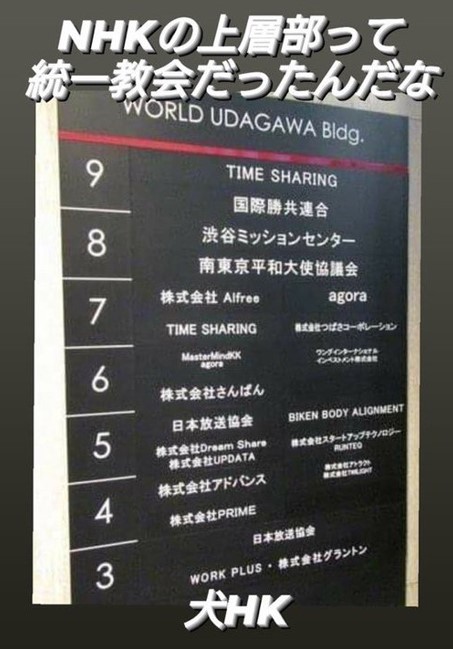 NHKの上層部って
統一教会だったんだな
WORLD UDAGAWA Bldg.
9
TIME SHARING
国際勝共連合
8
渋谷ミッションセンター
南東京平和大使協議会
7
株式会社 Alfree
agora
TIME SHARING
株式会社つばさコーポレーション
6
MasterMindKK
agora
ワングインターナショナル
インベストメント株式会社
株式会社さんぱん
5
日本放送協会
BIKEN BODY ALIGNMENT
株式会社Dream Share
株式会社UPDATA
株式会社スタートアップテクノロジー
RUNTEQ
4
株式会社アドバンス
株式会社アトラクト
株式会社TWILIGHT
株式会社PRIME
3
日本放送協会
WORK PLUS・株式会社グラントン
犬HK